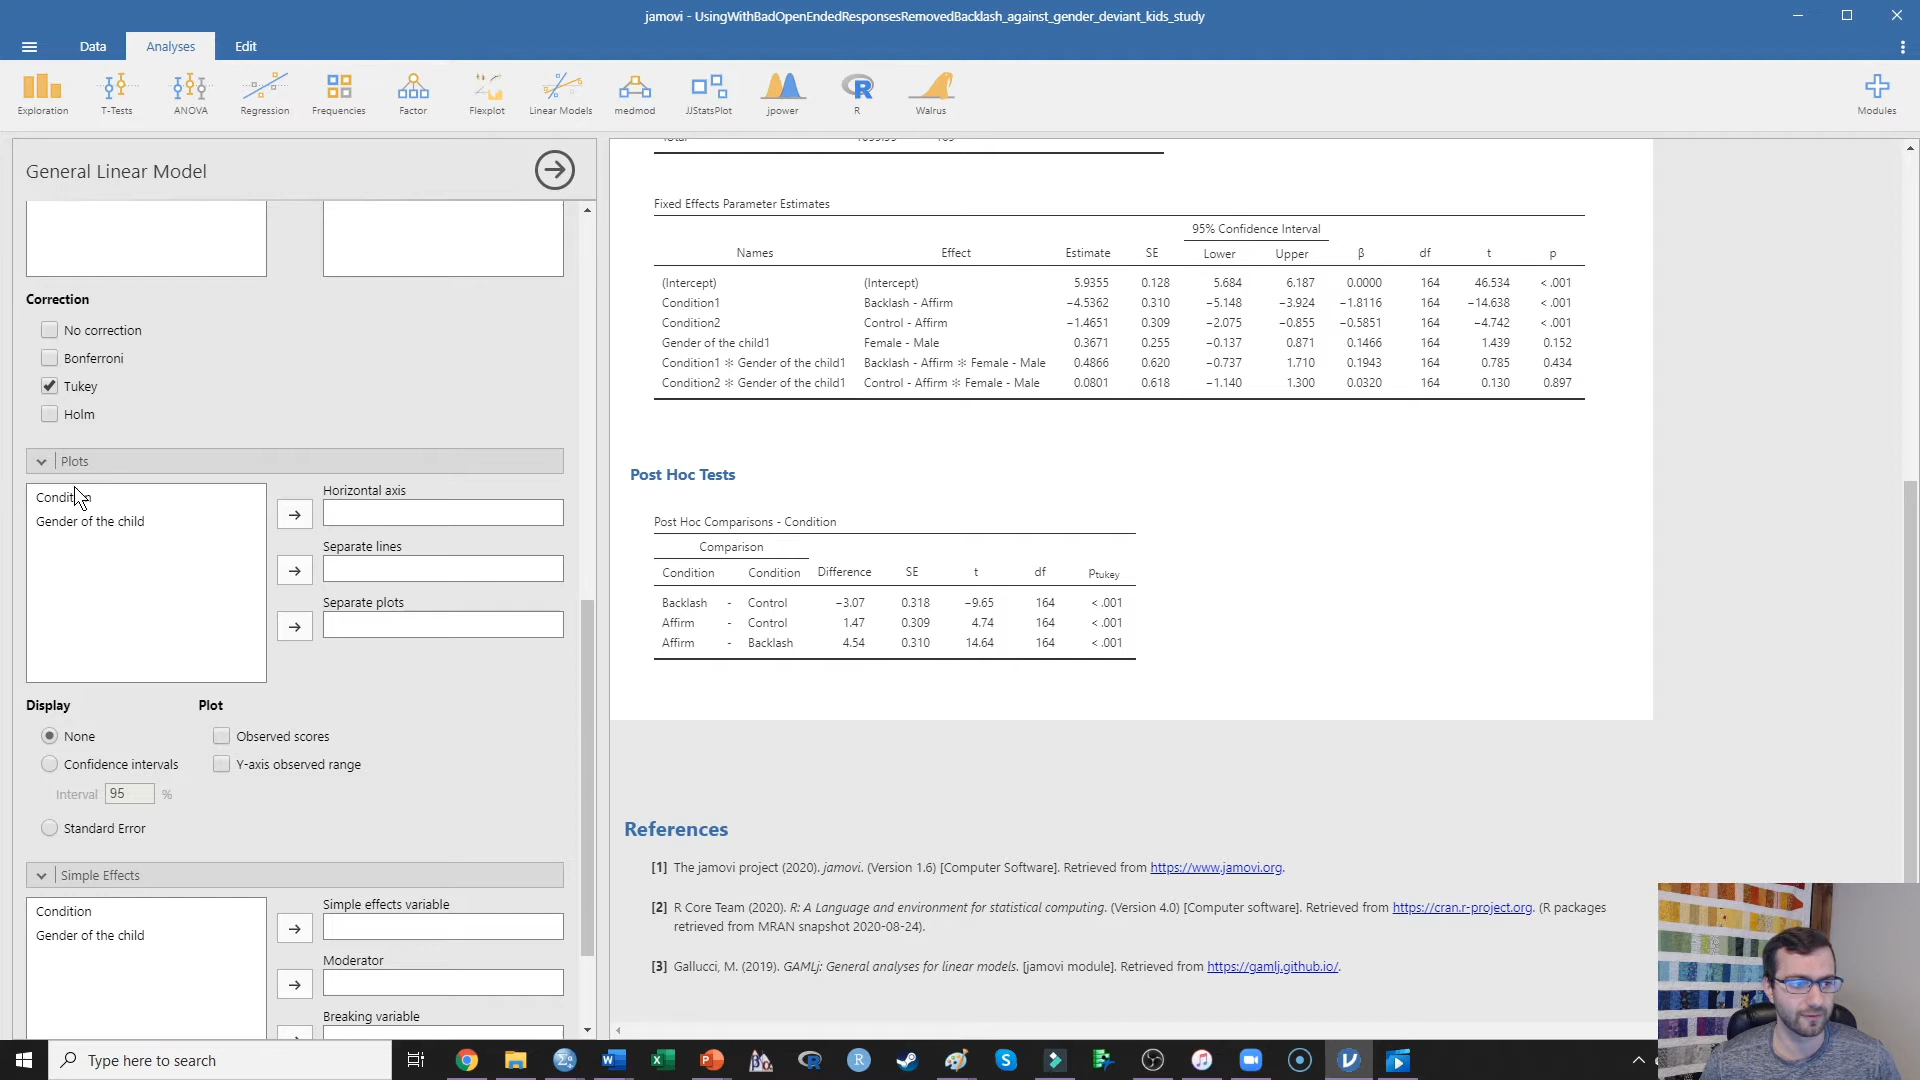 jamovi - UsingWithBadOpenEndedResponsesRemovedBacklash_against_gender_deviant_kids_study
Data Analyses Edit
Exploration T-Tests ANOVA Regression Frequencies Factor Flexplot Linear Models medmod JJStatsPlot jpower R Walrus Modules
General Linear Model
Correction
No correction
Bonferroni
Tukey
Holm
Plots
Condition
Gender of the child
Horizontal axis
Separate lines
Separate plots
Display Plot
None Observed scores
Confidence intervals Y-axis observed range
Interval 95 %
Standard Error
Simple Effects
Condition
Gender of the child
Simple effects variable
Moderator
Breaking variable
Fixed Effects Parameter Estimates
95% Confidence Interval
Names Effect Estimate SE Lower Upper β df t p
(Intercept) (Intercept) 5.9355 0.128 5.684 6.187 0.0000 164 46.534 < .001
Condition1 Backlash - Affirm −4.5362 0.310 −5.148 −3.924 −1.8116 164 −14.638 < .001
Condition2 Control - Affirm −1.4651 0.309 −2.075 −0.855 −0.5851 164 −4.742 < .001
Gender of the child1 Female - Male 0.3671 0.255 −0.137 0.871 0.1466 164 1.439 0.152
Condition1 ✻ Gender of the child1 Backlash - Affirm ✻ Female - Male 0.4866 0.620 −0.737 1.710 0.1943 164 0.785 0.434
Condition2 ✻ Gender of the child1 Control - Affirm ✻ Female - Male 0.0801 0.618 −1.140 1.300 0.0320 164 0.130 0.897
Post Hoc Tests
Post Hoc Comparisons - Condition
Comparison
Condition Condition Difference SE t df ptukey
Backlash - Control −3.07 0.318 −9.65 164 < .001
Affirm - Control 1.47 0.309 4.74 164 < .001
Affirm - Backlash 4.54 0.310 14.64 164 < .001
References
[1] The jamovi project (2020). jamovi. (Version 1.6) [Computer Software]. Retrieved from https://www.jamovi.org.
[2] R Core Team (2020). R: A Language and environment for statistical computing. (Version 4.0) [Computer software]. Retrieved from https://cran.r-project.org. (R packages
retrieved from MRAN snapshot 2020-08-24).
[3] Gallucci, M. (2019). GAMLj: General analyses for linear models. [jamovi module]. Retrieved from https://gamlj.github.io/.
Type here to search